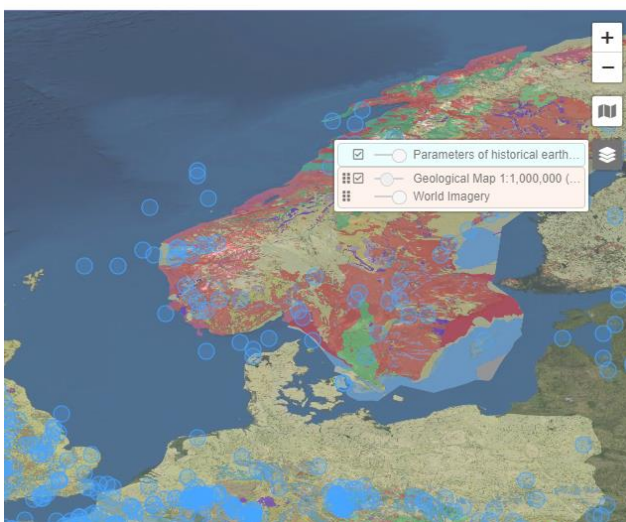 +
−
Parameters of historical earth...
Geological Map 1:1,000,000 (...
World Imagery